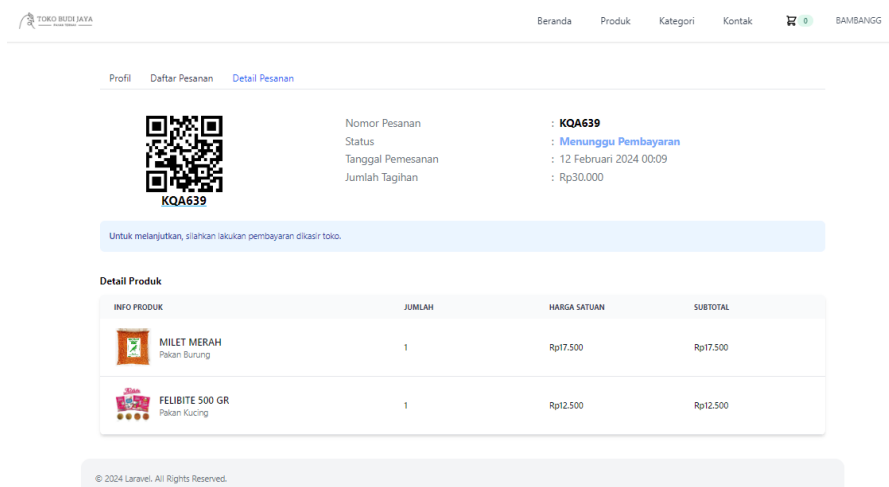 TOKO BUDI JAYA
Beranda Produk Kategori Kontak 0 BAMBANGG
Profil Daftar Pesanan Detail Pesanan
Nomor Pesanan : KQA639
Status : Menunggu Pembayaran
Tanggal Pemesanan : 12 Februari 2024 00:09
Jumlah Tagihan : Rp30.000
KQA639
Untuk melanjutkan, silahkan lakukan pembayaran dikasir toko.
Detail Produk
INFO PRODUK JUMLAH HARGA SATUAN SUBTOTAL
MILET MERAH
Pakan Burung
1 Rp17.500 Rp17.500
FELIBITE 500 GR
Pakan Kucing
1 Rp12.500 Rp12.500
© 2024 Laravel. All Rights Reserved.